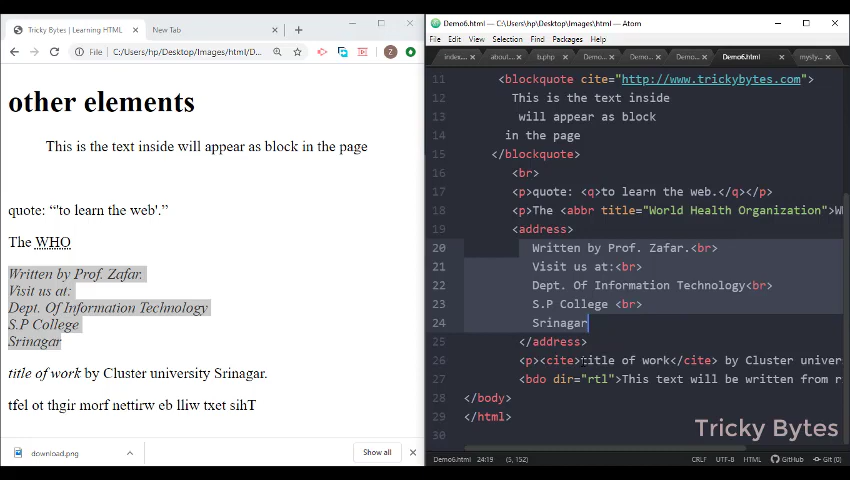 Tricky Bytes | Learning HTML
New Tab
File
C:/Users/hp/Desktop/Images/html/D...
Z
other elements
This is the text inside will appear as block in the page
quote: “'to learn the web'.”
The WHO
Written by Prof. Zafar.
Visit us at:
Dept. Of Information Technology
S.P College
Srinagar
title of work by Cluster university Srinagar.
tfel ot thgir morf nettirw eb lliw txet sihT
download.png
Show all
Demo6.html — C:\Users\hp\Desktop\Images\html — Atom
File Edit View Selection Find Packages Help
index... about... b.php Demo... Demo... Demo... Demo6.html
11 <blockquote cite="http://www.trickybytes.com">
12 This is the text inside
13 will appear as block
14 in the page
15 </blockquote>
16 <br>
17 <p>quote: <q>to learn the web.</q></p>
18 <p>The <abbr title="World Health Organization">W
19 <address>
20 Written by Prof. Zafar.<br>
21 Visit us at:<br>
22 Dept. Of Information Technology<br>
23 S.P College <br>
24 Srinagar
25 </address>
26 <p><cite>title of work</cite> by Cluster univer
27 <bdo dir="rtl">This text will be written from r
28 </body>
29 </html>
30
Tricky Bytes
Demo6.html 24:19 (5, 152) CRLF UTF-8 HTML GitHub Git (0)